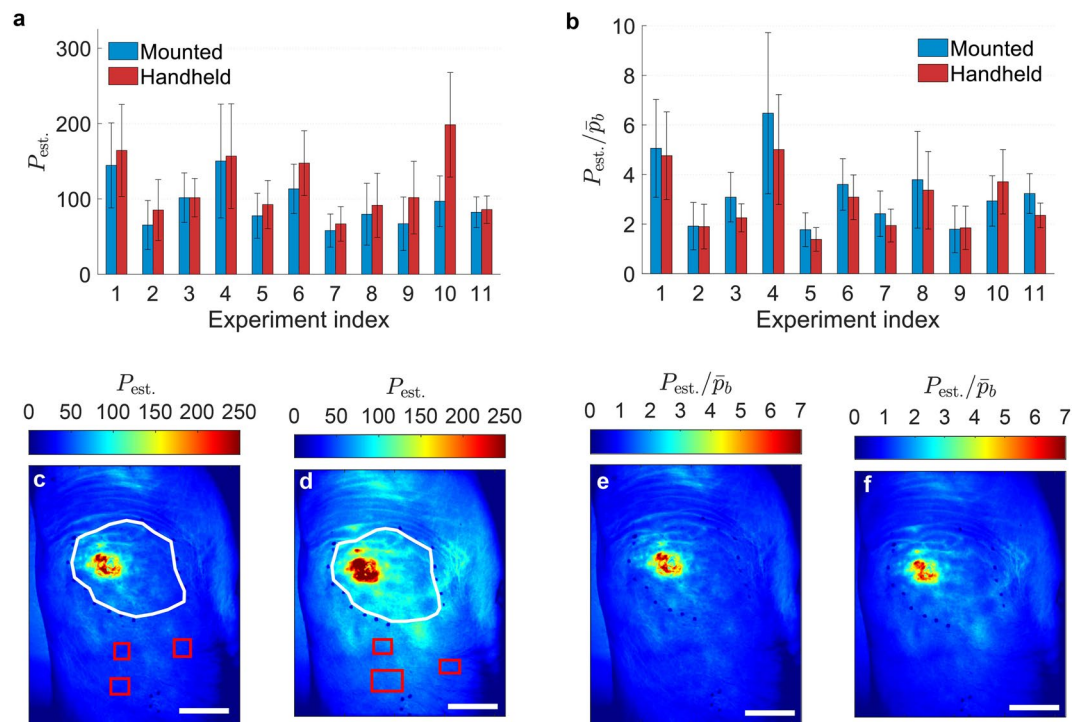 a
300
200
100
0
P_est.
Mounted
Handheld
1 2 3 4 5 6 7 8 9 10 11
Experiment index
b
10
8
6
4
2
0
P_est./p̄_b
Mounted
Handheld
1 2 3 4 5 6 7 8 9 10 11
Experiment index
P_est.
0 50 100 150 200 250
c
P_est.
0 50 100 150 200 250
d
P_est./p̄_b
0 1 2 3 4 5 6 7
e
P_est./p̄_b
0 1 2 3 4 5 6 7
f